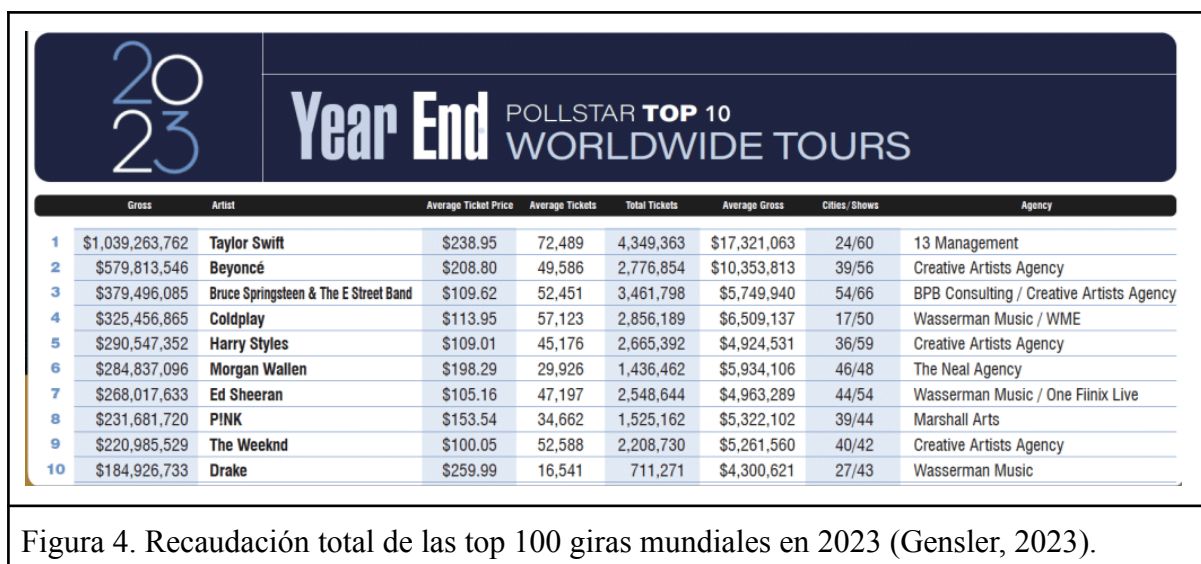 2023
Year End POLLSTAR TOP 10 WORLDWIDE TOURS
Gross Artist Average Ticket Price Average Tickets Total Tickets Average Gross Cities/Shows Agency
1 $1,039,263,762 Taylor Swift $238.95 72,489 4,349,363 $17,321,063 24/60 13 Management
2 $579,813,546 Beyoncé $208.80 49,586 2,776,854 $10,353,813 39/56 Creative Artists Agency
3 $379,496,085 Bruce Springsteen & The E Street Band $109.62 52,451 3,461,798 $5,749,940 54/66 BPB Consulting / Creative Artists Agency
4 $325,456,865 Coldplay $113.95 57,123 2,856,189 $6,509,137 17/50 Wasserman Music / WME
5 $290,547,352 Harry Styles $109.01 45,176 2,665,392 $4,924,531 36/59 Creative Artists Agency
6 $284,837,096 Morgan Wallen $198.29 29,926 1,436,462 $5,934,106 46/48 The Neal Agency
7 $268,017,633 Ed Sheeran $105.16 47,197 2,548,644 $4,963,289 44/54 Wasserman Music / One Fiinix Live
8 $231,681,720 P!NK $153.54 34,662 1,525,162 $5,322,102 39/44 Marshall Arts
9 $220,985,529 The Weeknd $100.05 52,588 2,208,730 $5,261,560 40/42 Creative Artists Agency
10 $184,926,733 Drake $259.99 16,541 711,271 $4,300,621 27/43 Wasserman Music
Figura 4. Recaudación total de las top 100 giras mundiales en 2023 (Gensler, 2023).